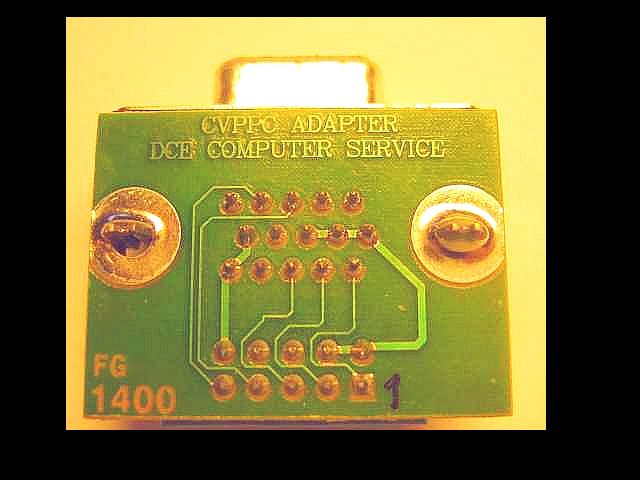 CVPPC ADAPTER
DCE COMPUTER SERVICE
FG
1400
1